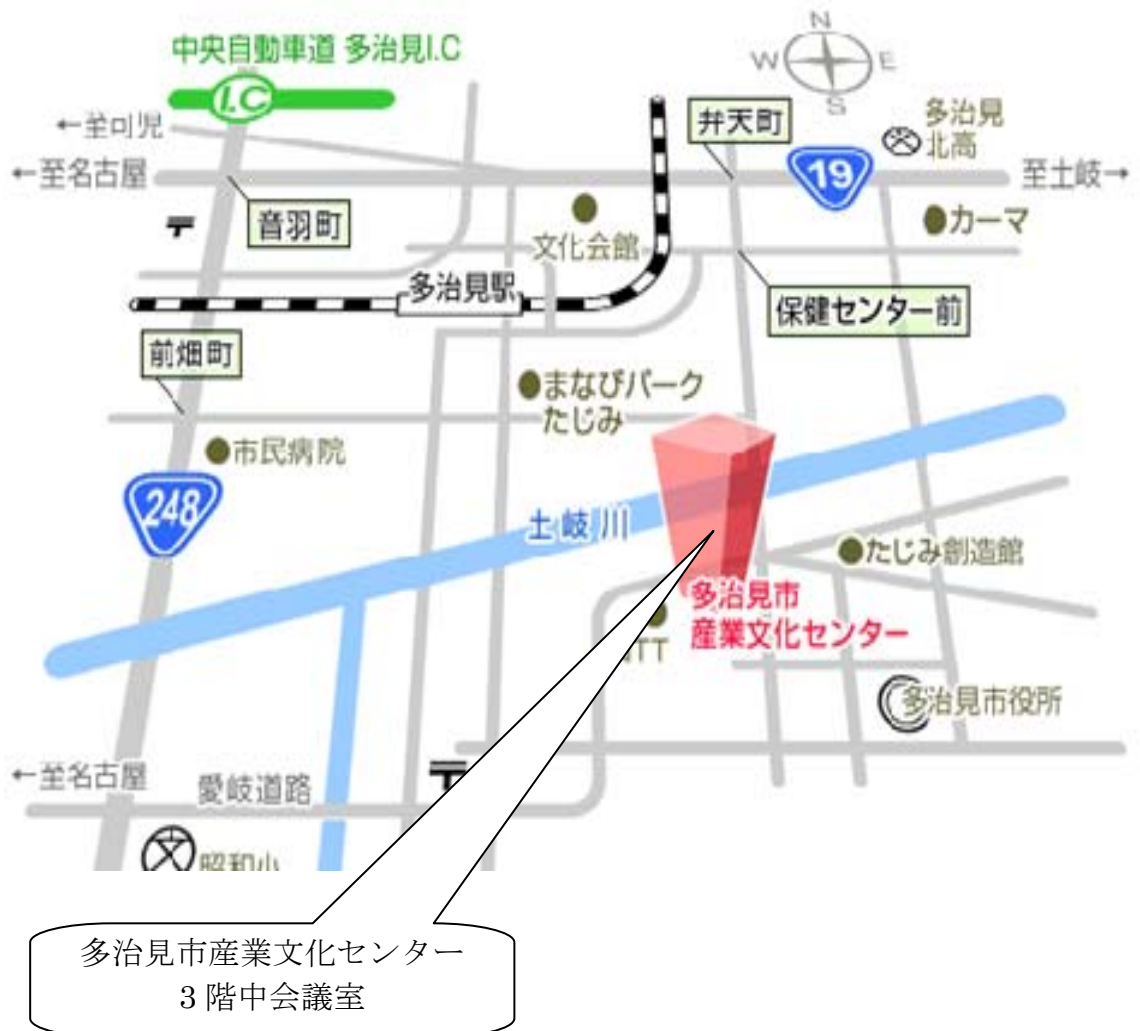 N
W
E
S
中央自動車道 多治見I.C
I.C
←至可児
弁天町
多治見
北高
←至名古屋
19
至土岐→
音羽町
カーマ
文化会館
多治見駅
保健センター前
前畑町
まなびパーク
たじみ
市民病院
248
土岐川
たじみ創造館
多治見市
産業文化センター
NTT
多治見市役所
←至名古屋
愛岐道路
昭和小
多治見市産業文化センター
3階中会議室